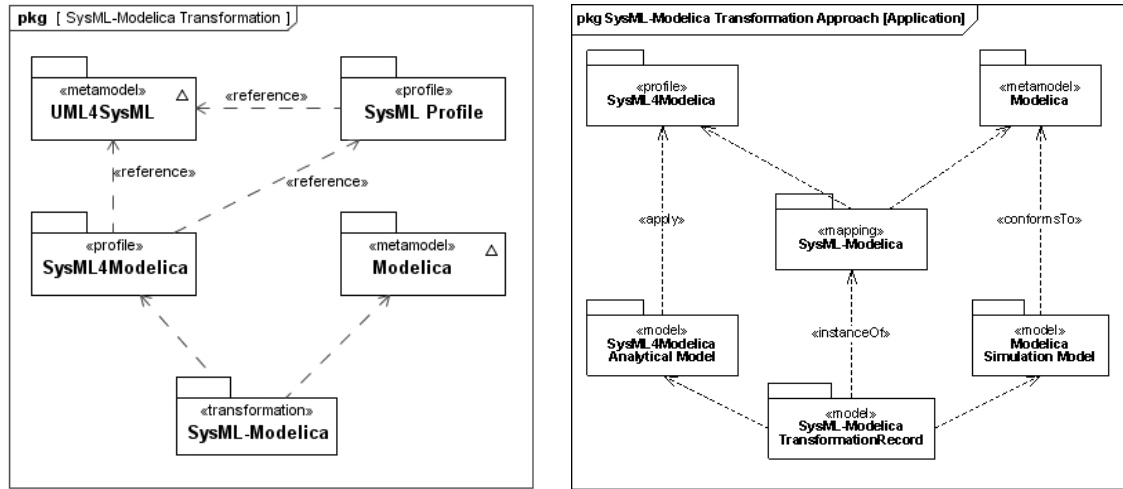 pkg [ SysML-Modelica Transformation ]
«metamodel»
UML4SysML
«reference»
«profile»
SysML Profile
«reference»
«reference»
«profile»
SysML4Modelica
«metamodel»
Modelica
«transformation»
SysML-Modelica
pkg SysML-Modelica Transformation Approach [Application]
«profile»
SysML4Modelica
«metamodel»
Modelica
«apply»
«mapping»
SysML-Modelica
«conformsTo»
«model»
SysML4Modelica
Analytical Model
«instanceOf»
«model»
Modelica
Simulation Model
«model»
SysML-Modelica
TransformationRecord